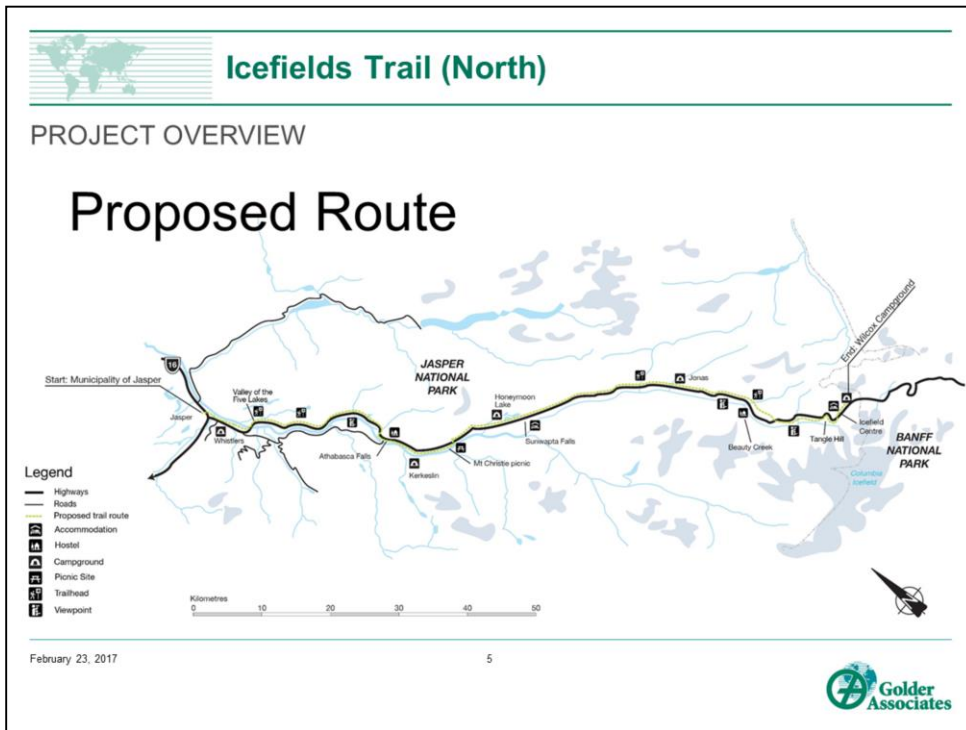 Icefields Trail (North)
PROJECT OVERVIEW
Proposed Route
16
Start: Municipality of Jasper
Jasper
Whistlers
Valley of the
Five Lakes
JASPER
NATIONAL
PARK
Athabasca Falls
Kerkeslin
Mt Christie picnic
Honeymoon
Lake
Sunwapta Falls
Jonas
Beauty Creek
Tangle Hill
End: Wilcox Campground
Icefield
Centre
BANFF
NATIONAL
PARK
Columbia
Icefield
Legend
Highways
Roads
Proposed trail route
Accommodation
Hostel
Campground
Picnic Site
Trailhead
Viewpoint
Kilometres
0 10 20 30 40 50
February 23, 2017
5
Golder
Associates